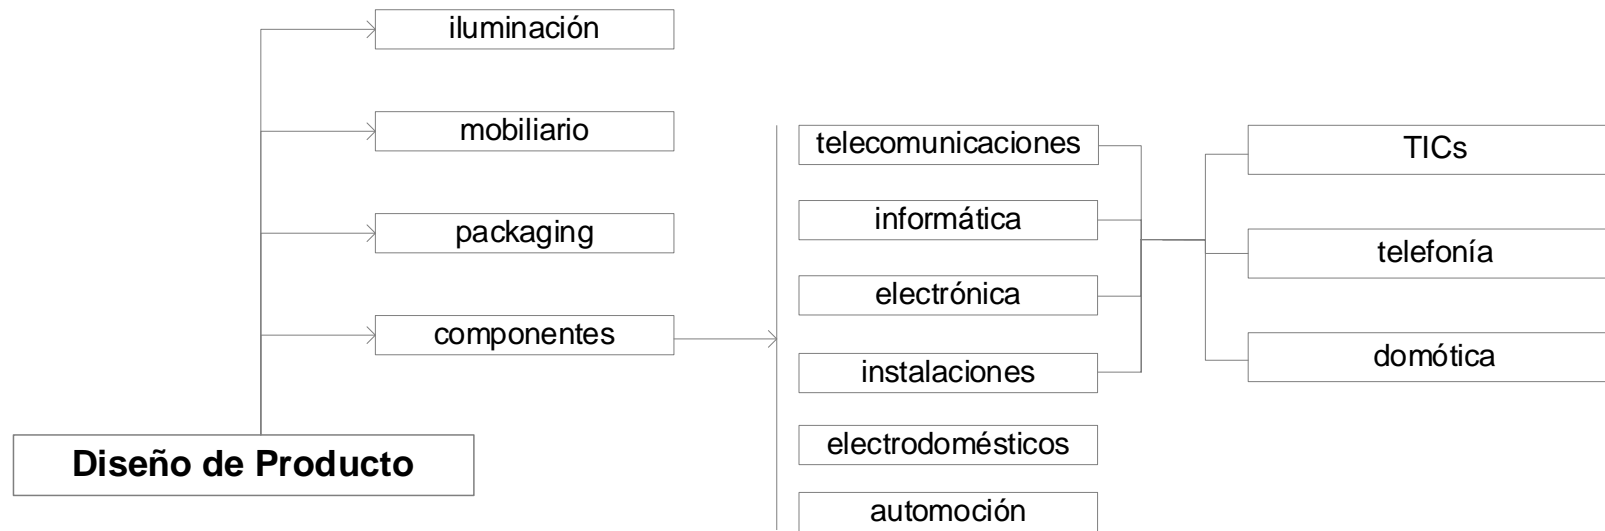 iluminación
mobiliario
packaging
componentes
Diseño de Producto
telecomunicaciones
informática
electrónica
instalaciones
electrodomésticos
automoción
TICs
telefonía
domótica